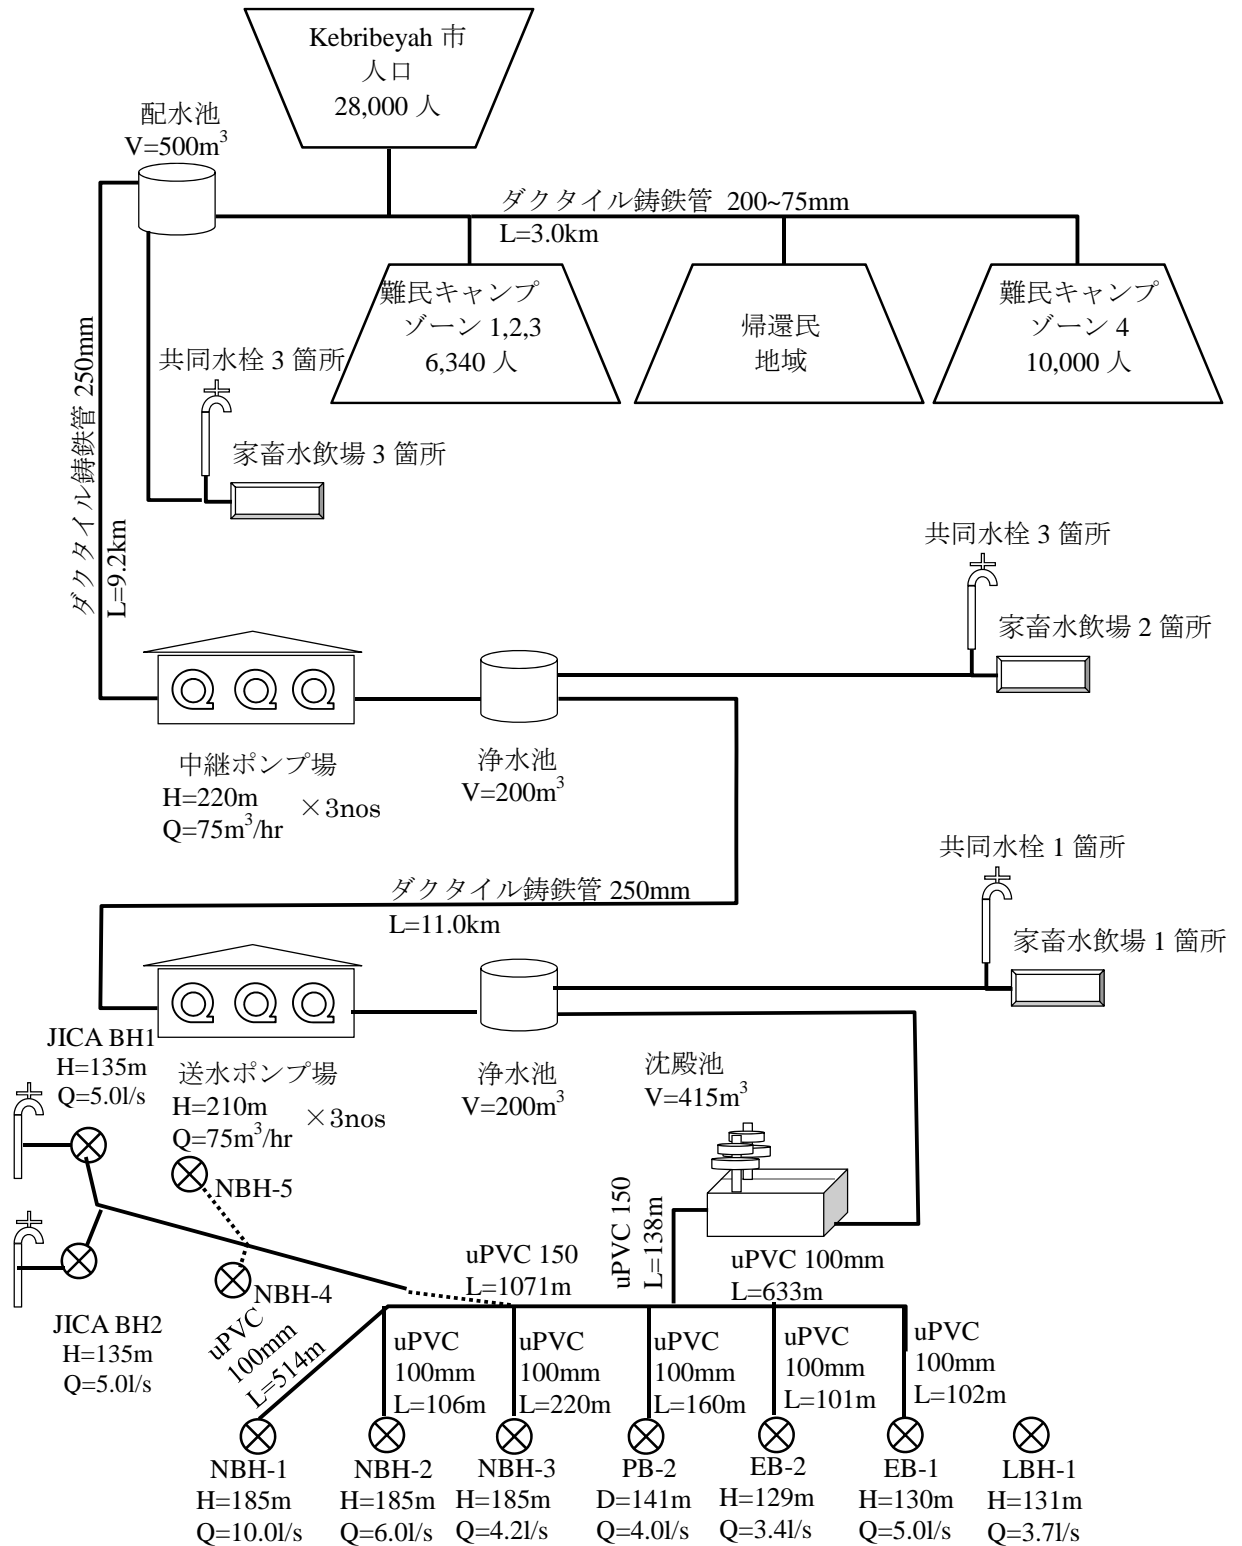 Kebribeyah 市
人口
28,000 人
配水池
V=500m³
ダクタイル鋳鉄管 200~75mm
L=3.0km
難民キャンプ
ゾーン 1,2,3
6,340 人
帰還民
地域
難民キャンプ
ゾーン 4
10,000 人
ダクタイル鋳鉄管 250mm
L=9.2km
共同水栓 3 箇所
家畜水飲場 3 箇所
共同水栓 3 箇所
家畜水飲場 2 箇所
中継ポンプ場
H=220m
Q=75m³/hr
×3nos
浄水池
V=200m³
共同水栓 1 箇所
家畜水飲場 1 箇所
ダクタイル鋳鉄管 250mm
L=11.0km
JICA BH1
H=135m
Q=5.0l/s
送水ポンプ場
H=210m
Q=75m³/hr
×3nos
浄水池
V=200m³
沈殿池
V=415m³
NBH-5
NBH-4
uPVC 150
L=1071m
uPVC 150
L=138m
uPVC 100mm
L=633m
JICA BH2
H=135m
Q=5.0l/s
uPVC
100mm
L=514m
uPVC
100mm
L=106m
uPVC
100mm
L=220m
uPVC
100mm
L=160m
uPVC
100mm
L=101m
uPVC
100mm
L=102m
NBH-1
H=185m
Q=10.0l/s
NBH-2
H=185m
Q=6.0l/s
NBH-3
H=185m
Q=4.2l/s
PB-2
D=141m
Q=4.0l/s
EB-2
H=129m
Q=3.4l/s
EB-1
H=130m
Q=5.0l/s
LBH-1
H=131m
Q=3.7l/s